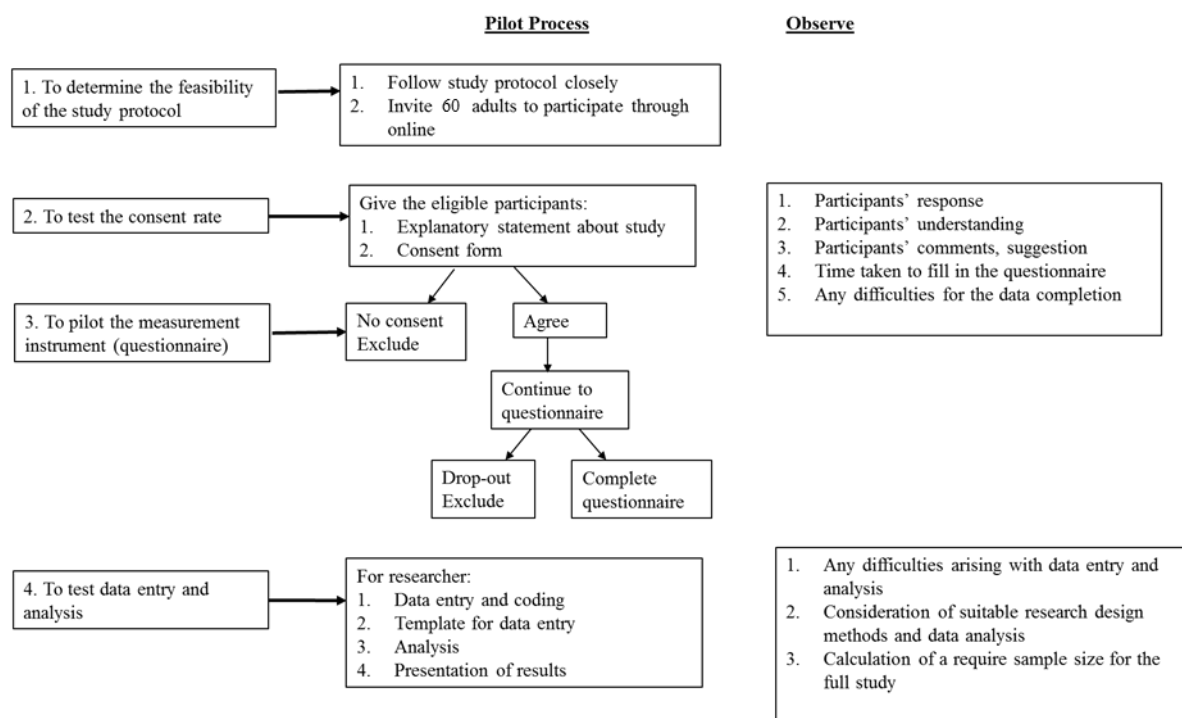 Pilot Process
Observe
1. To determine the feasibility
of the study protocol
1. Follow study protocol closely
2. Invite 60 adults to participate through
online
2. To test the consent rate
Give the eligible participants:
1. Explanatory statement about study
2. Consent form
1. Participants’ response
2. Participants’ understanding
3. Participants’ comments, suggestion
4. Time taken to fill in the questionnaire
5. Any difficulties for the data completion
3. To pilot the measurement
instrument (questionnaire)
No consent
Exclude
Agree
Continue to
questionnaire
Drop-out
Exclude
Complete
questionnaire
4. To test data entry and
analysis
For researcher:
1. Data entry and coding
2. Template for data entry
3. Analysis
4. Presentation of results
1. Any difficulties arising with data entry and
analysis
2. Consideration of suitable research design
methods and data analysis
3. Calculation of a require sample size for the
full study